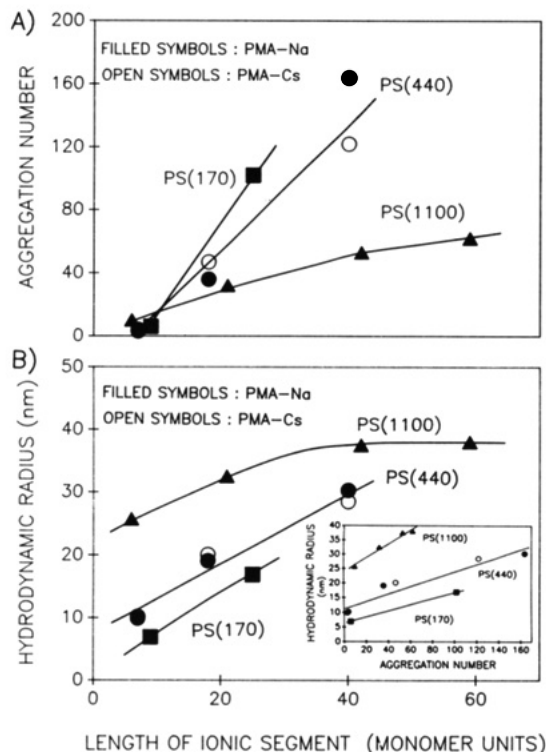 A)
200
160
120
80
40
0
AGGREGATION NUMBER
FILLED SYMBOLS : PMA-Na
OPEN SYMBOLS : PMA-Cs
PS(440)
PS(170)
PS(1100)
B)
50
40
30
20
10
0
HYDRODYNAMIC RADIUS (nm)
FILLED SYMBOLS : PMA-Na
OPEN SYMBOLS : PMA-Cs
PS(1100)
PS(440)
PS(170)
HYDRODYNAMIC RADIUS
(nm)
40
35
30
25
20
15
10
5
0
PS(1100)
PS(440)
PS(170)
0 20 40 60 80 100 120 140 160
AGGREGATION NUMBER
0 20 40 60
LENGTH OF IONIC SEGMENT (MONOMER UNITS)